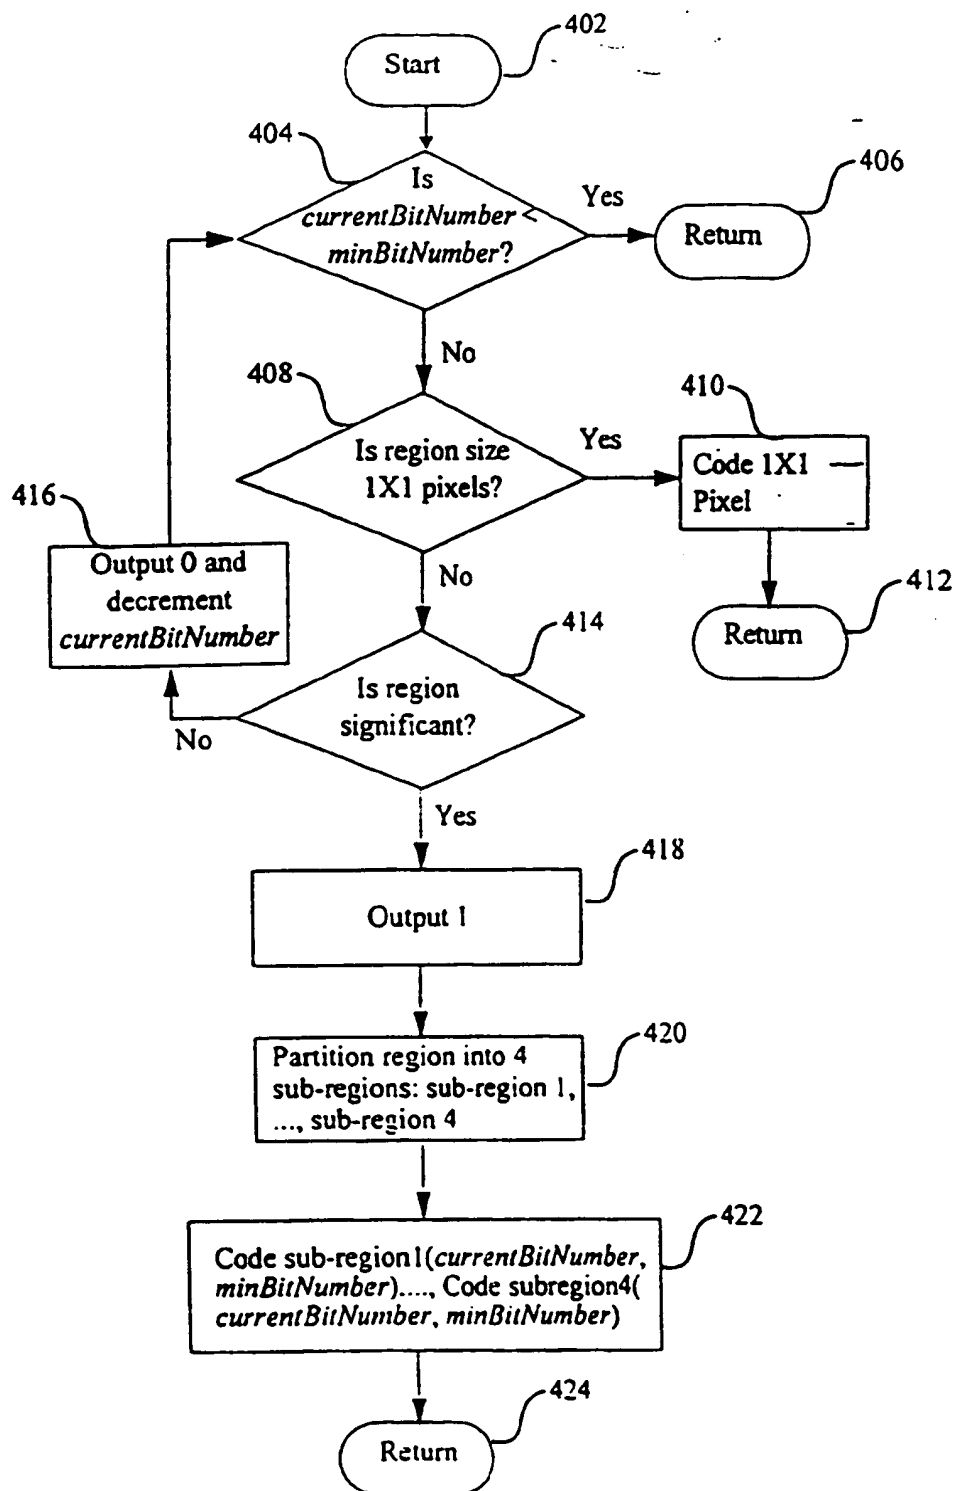 402
Start
404
Is
currentBitNumber <
minBitNumber?
Yes
406
Return
No
408
Is region size
1X1 pixels?
Yes
410
Code 1X1
Pixel
412
Return
416
Output 0 and
decrement
currentBitNumber
No
414
Is region
significant?
No
Yes
418
Output 1
420
Partition region into 4
sub-regions: sub-region 1,
..., sub-region 4
422
Code sub-region1(currentBitNumber,
minBitNumber)...., Code subregion4(
currentBitNumber, minBitNumber)
424
Return